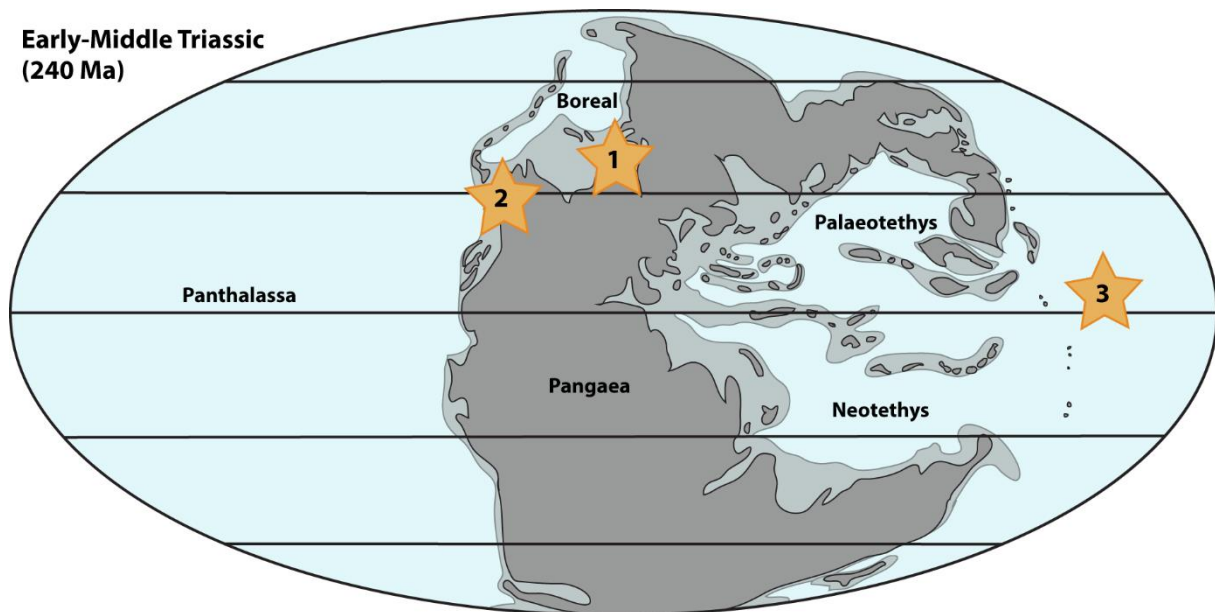 Early-Middle Triassic
(240 Ma)
Boreal
1
2
Palaeotethys
Panthalassa
3
Pangaea
Neotethys